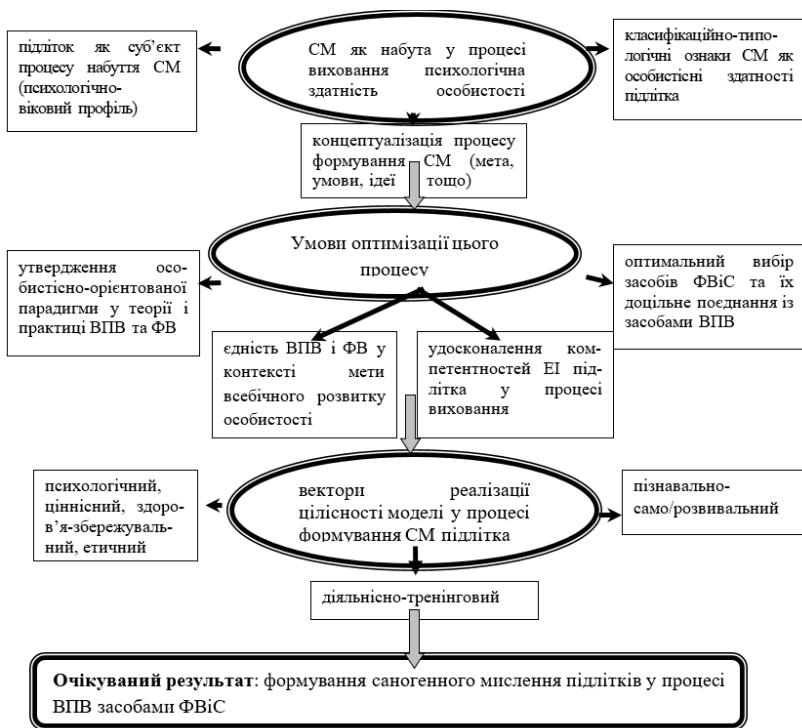 підліток як суб’єкт
процесу набуття СМ
(психологічно-
віковий профіль)
СМ як набута у процесі
виховання психологічна
здатність особистості
класифікаційно-типо-
логічні ознаки СМ як
особистісні здатності
підлітка
концептуалізація процесу
формування СМ (мета,
умови, ідеї тощо)
Умови оптимізації цього
процесу
утвердження осо-
бистісно-орієнтованої
парадигми у теорії і
практиці ВПВ та ФВ
оптимальний вибір
засобів ФВіС та їх
доцільне поєднання із
засобами ВПВ
єдність ВПВ і ФВ у
контексті мети
всебічного розвитку
особистості
удосконалення ком-
петентностей ЕІ під-
літка у процесі
виховання
психологічний,
ціннісний, здоро-
в’я-збережуваль-
ний, етичний
вектори реалізації
цілісності моделі у процесі
формування СМ підлітка
пізнавально-
само/розвивальний
діяльнісно-тренінговий
Очікуваний результат: формування саногенного мислення підлітків у процесі
ВПВ засобами ФВіС